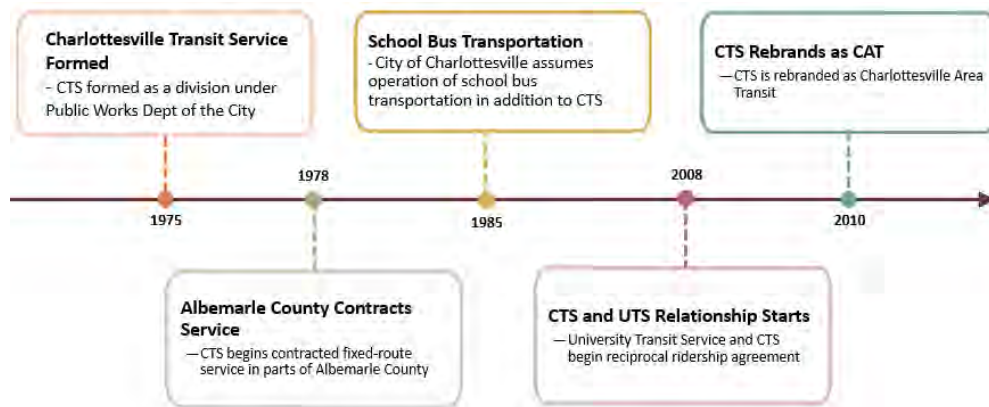 Charlottesville Transit Service
Formed
- CTS formed as a division under
Public Works Dept of the City
School Bus Transportation
- City of Charlottesville assumes
operation of school bus
transportation in addition to CTS
CTS Rebrands as CAT
—CTS is rebranded as Charlottesville Area
Transit
1975
1978
1985
2008
2010
Albemarle County Contracts
Service
—CTS begins contracted fixed-route
service in parts of Albemarle County
CTS and UTS Relationship Starts
—University Transit Service and CTS
begin reciprocal ridership agreement